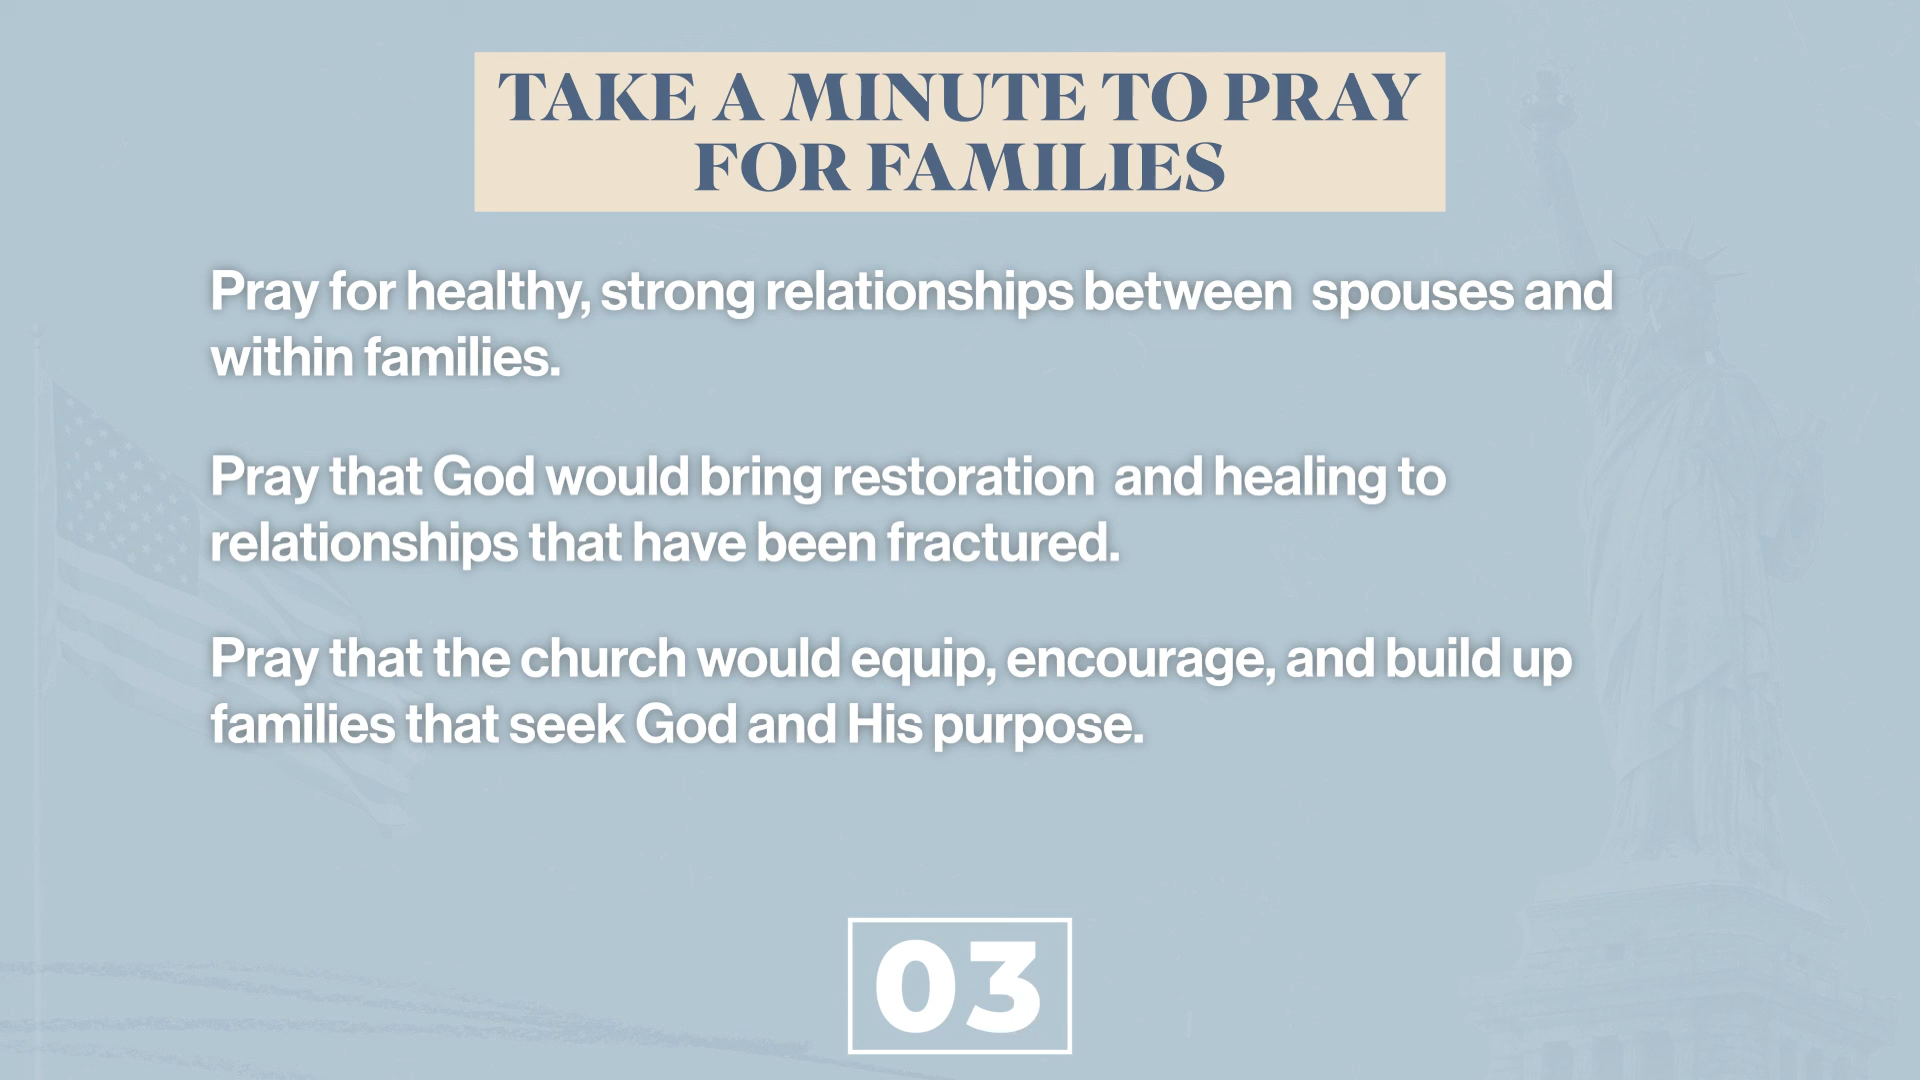 TAKE A MINUTE TO PRAY
FOR FAMILIES
Pray for healthy, strong relationships between  spouses and
within families.
Pray that God would bring restoration  and healing to
relationships that have been fractured.
Pray that the church would equip, encourage, and build up
families that seek God and His purpose.
03